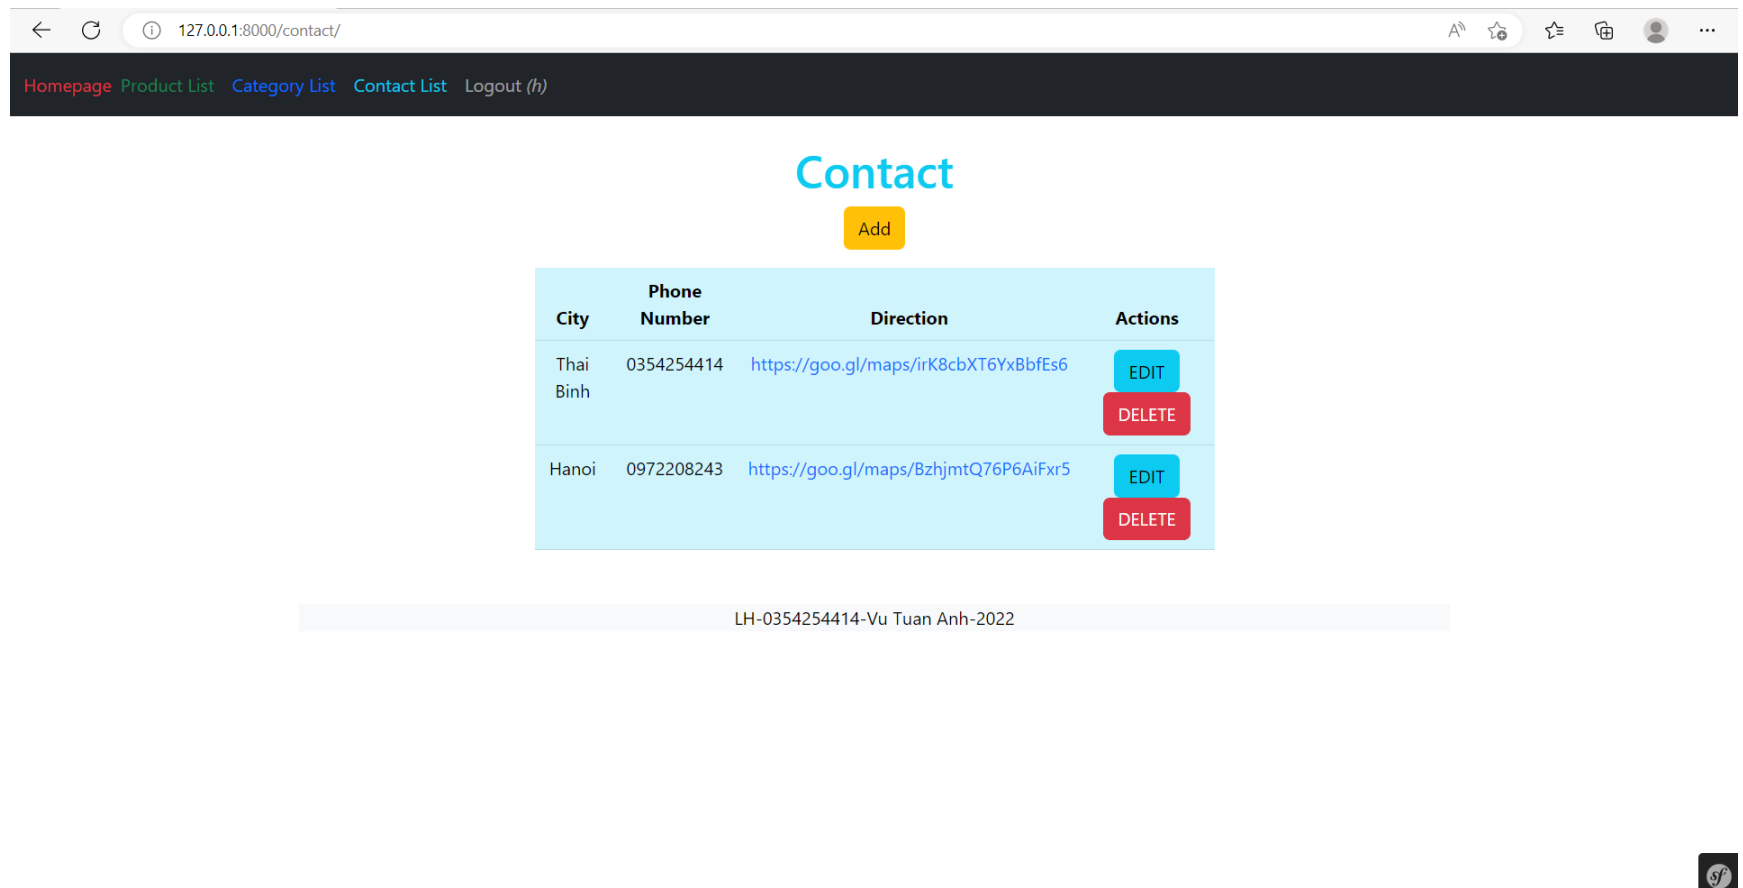 127.0.0.1:8000/contact/
Homepage Product List Category List Contact List Logout (h)
Contact
Add
City Phone Number Direction Actions
Thai Binh 0354254414 https://goo.gl/maps/irK8cbXT6YxBbfEs6 EDIT
DELETE
Hanoi 0972208243 https://goo.gl/maps/BzhjmtQ76P6AiFxr5 EDIT
DELETE
LH-0354254414-Vu Tuan Anh-2022
sf